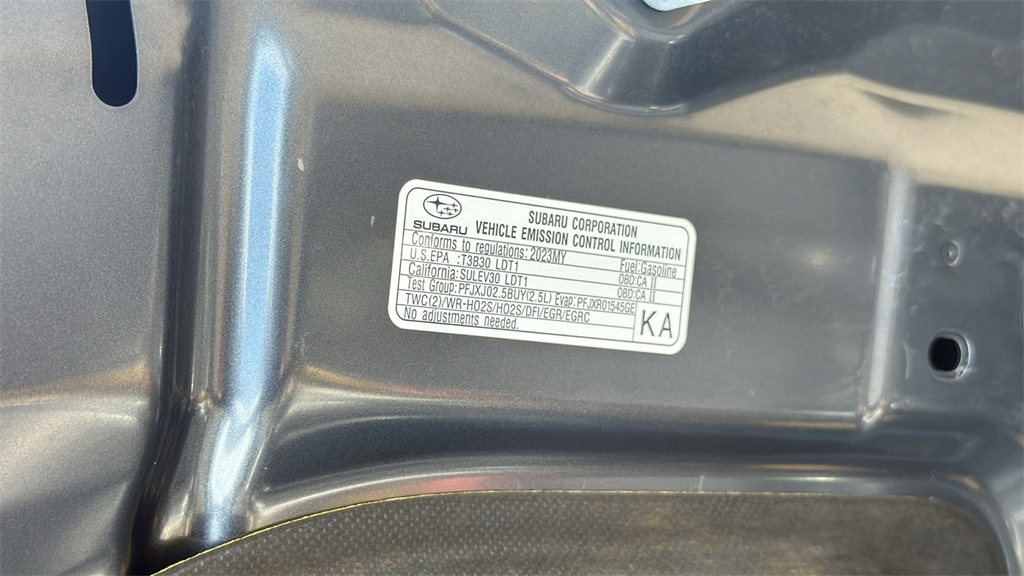 SUBARU
SUBARU CORPORATION
VEHICLE EMISSION CONTROL INFORMATION
Conforms to regulations: 2023MY Fuel:Gasoline
U.S.EPA :T3B30 LDT1 OBD:CA II
California:SULEV30 LDT1 OBD:CA II
Test Group:PFJXJ02.5BUY(2.5L) Evap:PFJXR01545GE
TWC(2)/WR-HO2S/HO2S/DFI/EGR/EGRC
No adjustments needed.
KA